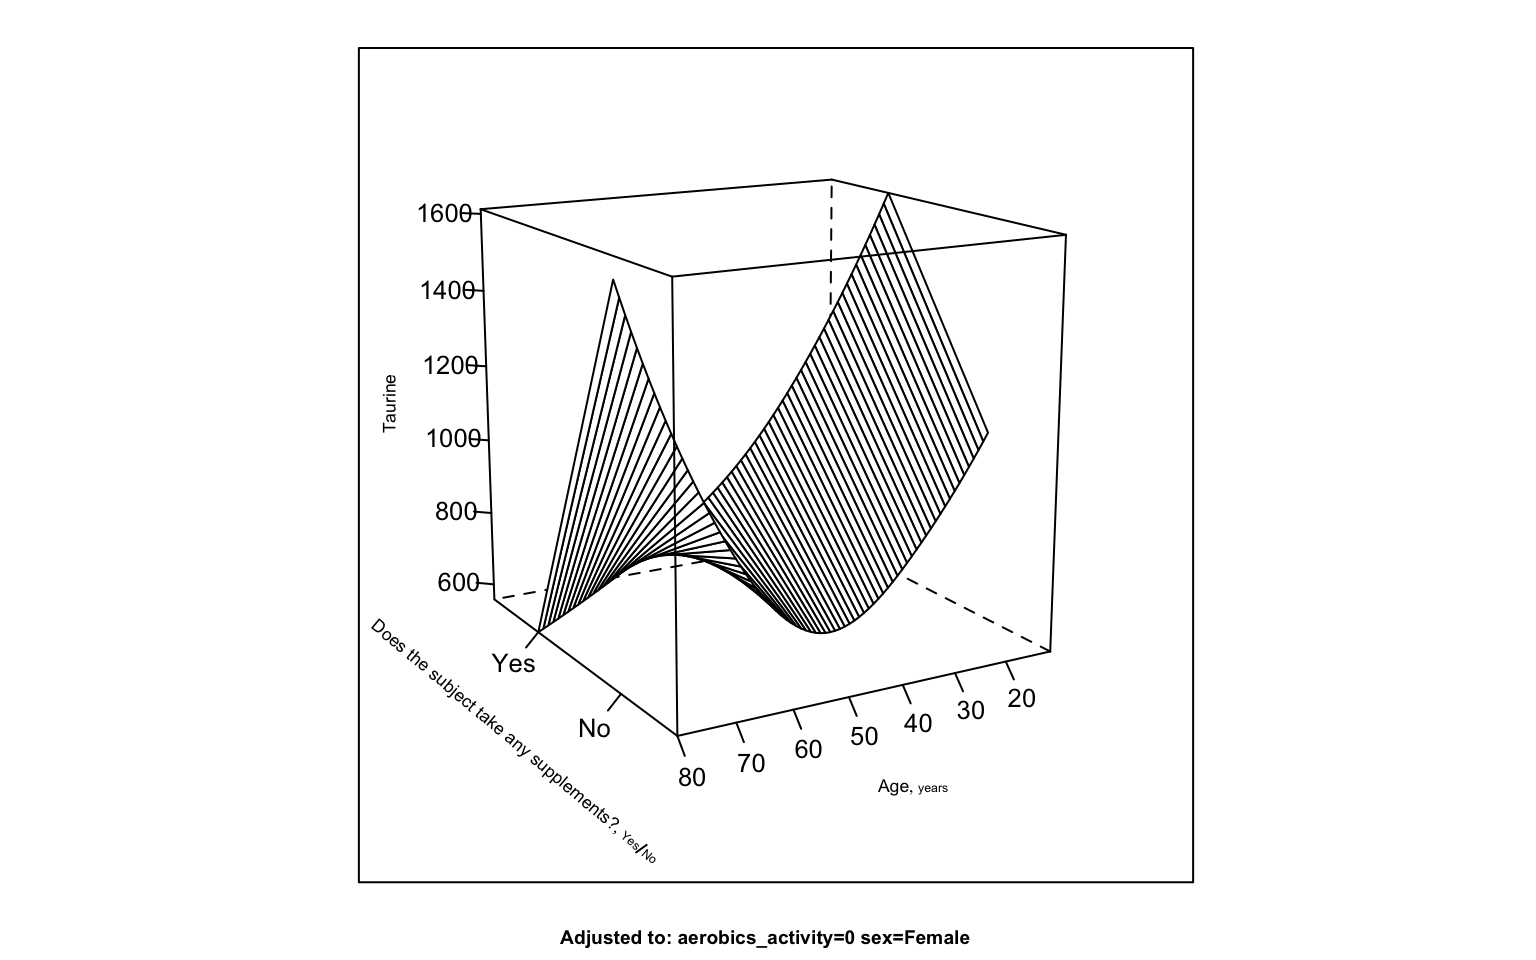 1600
1400
1200
1000
800
600
Taurine
Yes
No
Does the subject take any supplements?, Yes/No
80
70
60
50
40
30
20
Age, years
Adjusted to: aerobics_activity=0 sex=Female